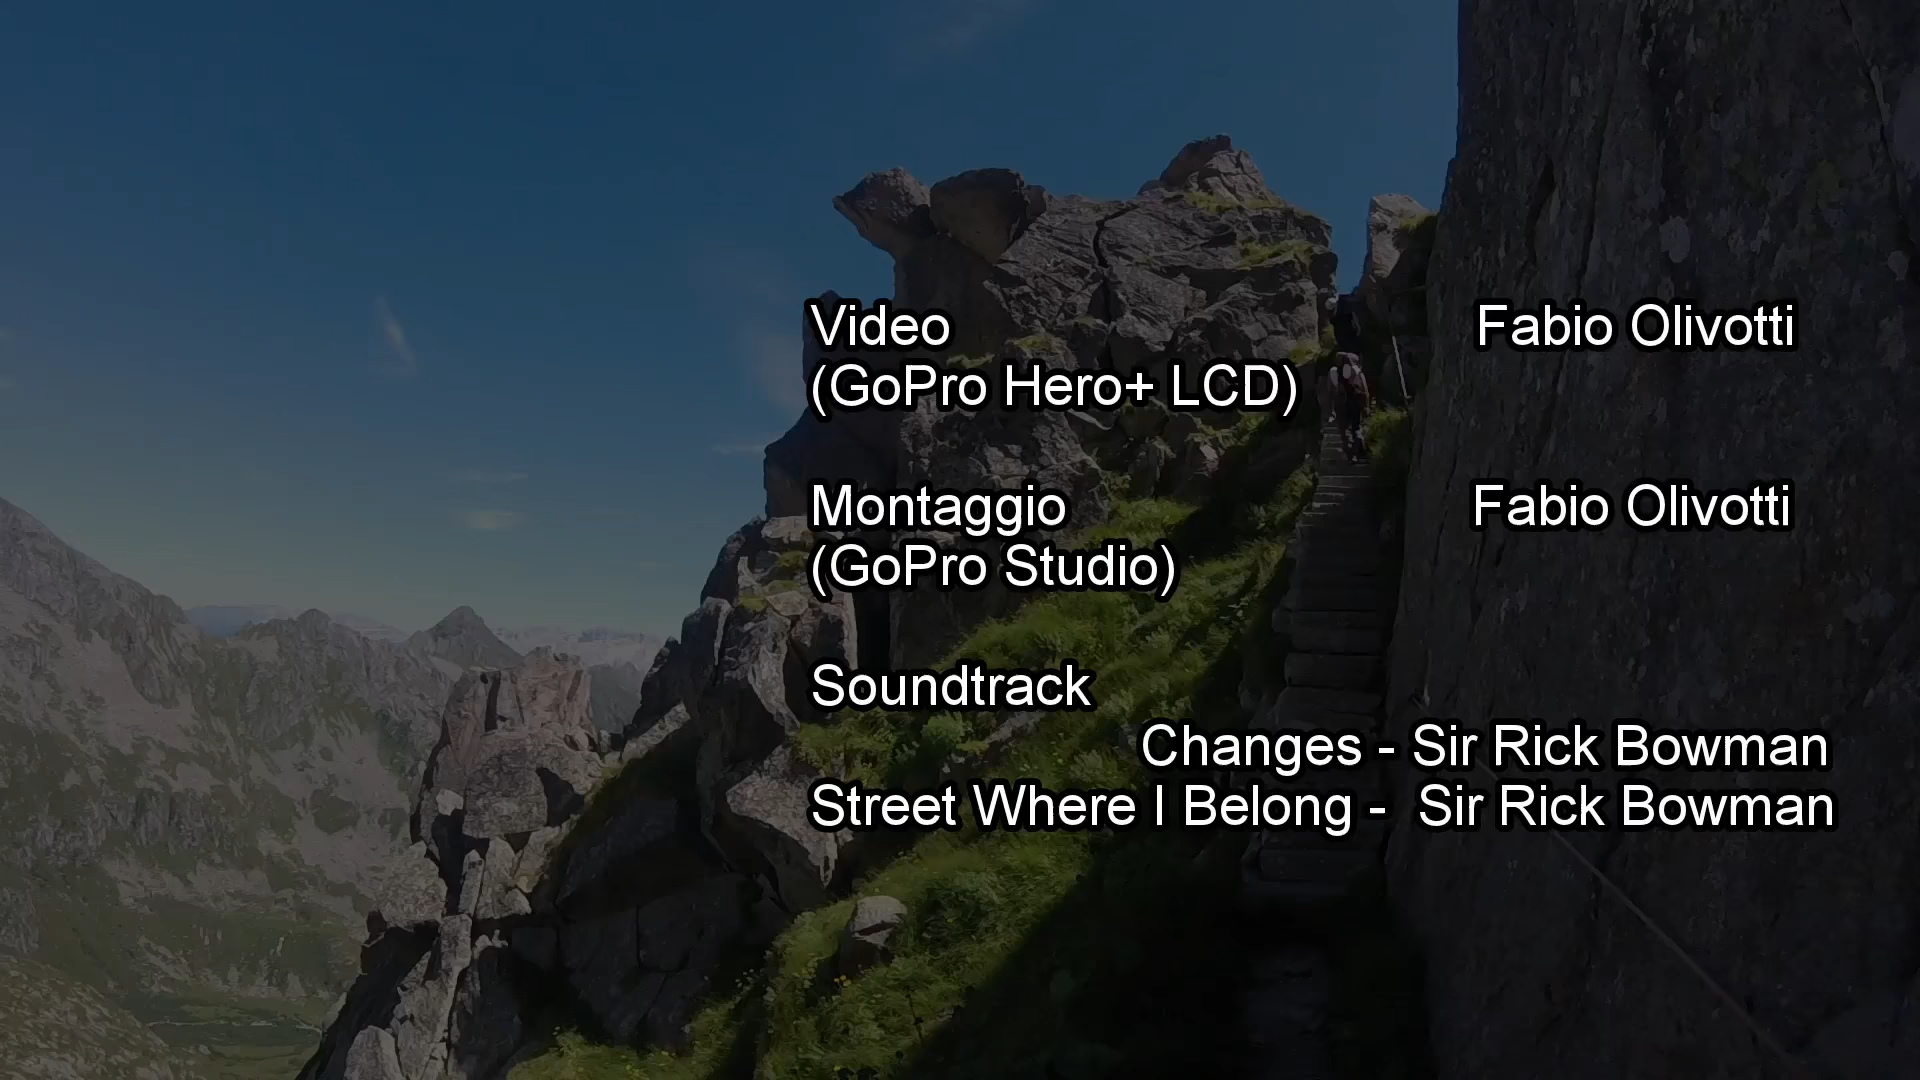 Video Fabio Olivotti
(GoPro Hero+ LCD)
Montaggio Fabio Olivotti
(GoPro Studio)
Soundtrack
Changes - Sir Rick Bowman
Street Where I Belong - Sir Rick Bowman